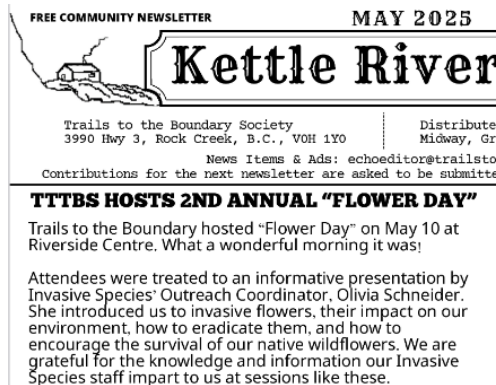 FREE COMMUNITY NEWSLETTER
MAY 2025
Kettle River
Trails to the Boundary Society
3990 Hwy 3, Rock Creek, B.C., V0H 1Y0
Distribute
Midway, Gr
News Items & Ads: echoeditor@trailsto
Contributions for the next newsletter are asked to be submitte
TTTBS HOSTS 2ND ANNUAL “FLOWER DAY”
Trails to the Boundary hosted “Flower Day” on May 10 at
Riverside Centre. What a wonderful morning it was!
Attendees were treated to an informative presentation by
Invasive Species’ Outreach Coordinator, Olivia Schneider.
She introduced us to invasive flowers, their impact on our
environment, how to eradicate them, and how to
encourage the survival of our native wildflowers. We are
grateful for the knowledge and information our Invasive
Species staff impart to us at sessions like these.